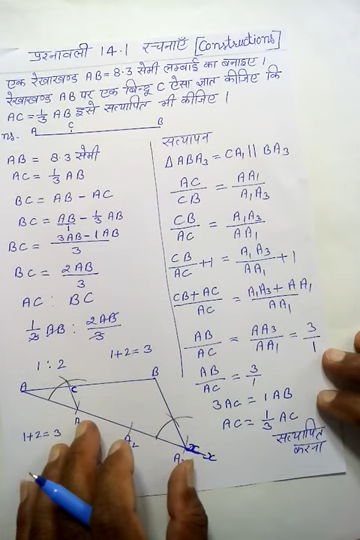 प्रश्नावली 14.1 रचनाएँ [Constructions]
एक रेखाखण्ड AB = 8.3 सेमी लम्बाई का बनाइए।
रेखाखण्ड AB पर एक बिन्दु C ऐसा ज्ञात कीजिए कि
AC = 1/3 AB इसे सत्यापित भी कीजिए।
ns. A C B
AB = 8.3 सेमी
AC = 1/3 AB
BC = AB - AC
BC = AB/1 - 1/3 AB
BC = 3AB-1AB/3
BC = 2AB/3
AC : BC
1/3 AB : 2AB/3
1:2 1+2=3
B
C
1+2=3
A
A2
A3
x
x
सत्यापन
△ABA3 = CA1 || BA3
AC/CB = AA1/A1A3
CB/AC = A1A3/AA1
CB/AC + 1 = A1A3/AA1 + 1
CB+AC/AC = A1A3+AA1/AA1
AB/AC = AA3/AA1 = 3/1
AB/AC = 3/1
3AC = 1AB
AC = 1/3 AC
सत्यापित
करना